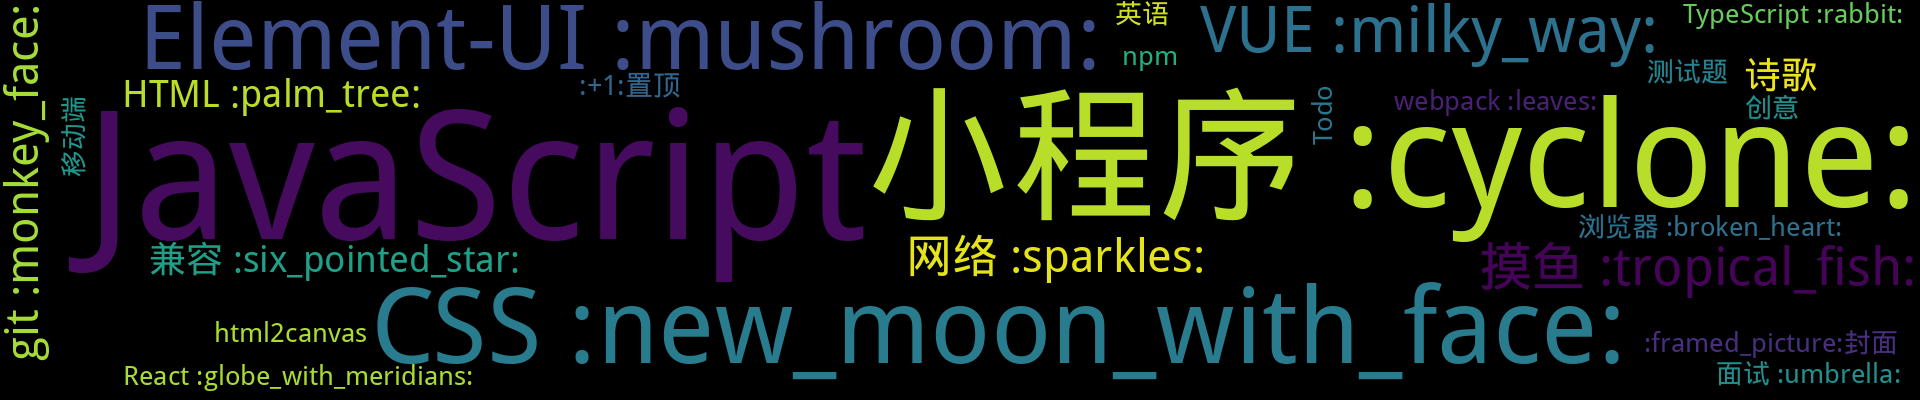 git :monkey_face:
Element-UI :mushroom:
英语
VUE :milky_way:
TypeScript :rabbit:
npm
测试题
诗歌
HTML :palm_tree:
:+1:置顶
移动端
Todo
webpack :leaves:
创意
JavaScript
小程序 :cyclone:
浏览器 :broken_heart:
兼容 :six_pointed_star:
网络 :sparkles:
摸鱼 :tropical_fish:
html2canvas
CSS :new_moon_with_face:
:framed_picture:封面
React :globe_with_meridians:
面试 :umbrella: